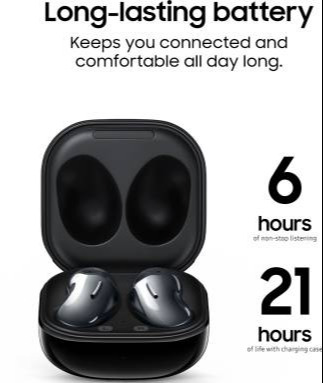 Long-lasting battery
Keeps you connected and
comfortable all day long.
6
hours
of non-stop listening
21
hours
of life with charging case